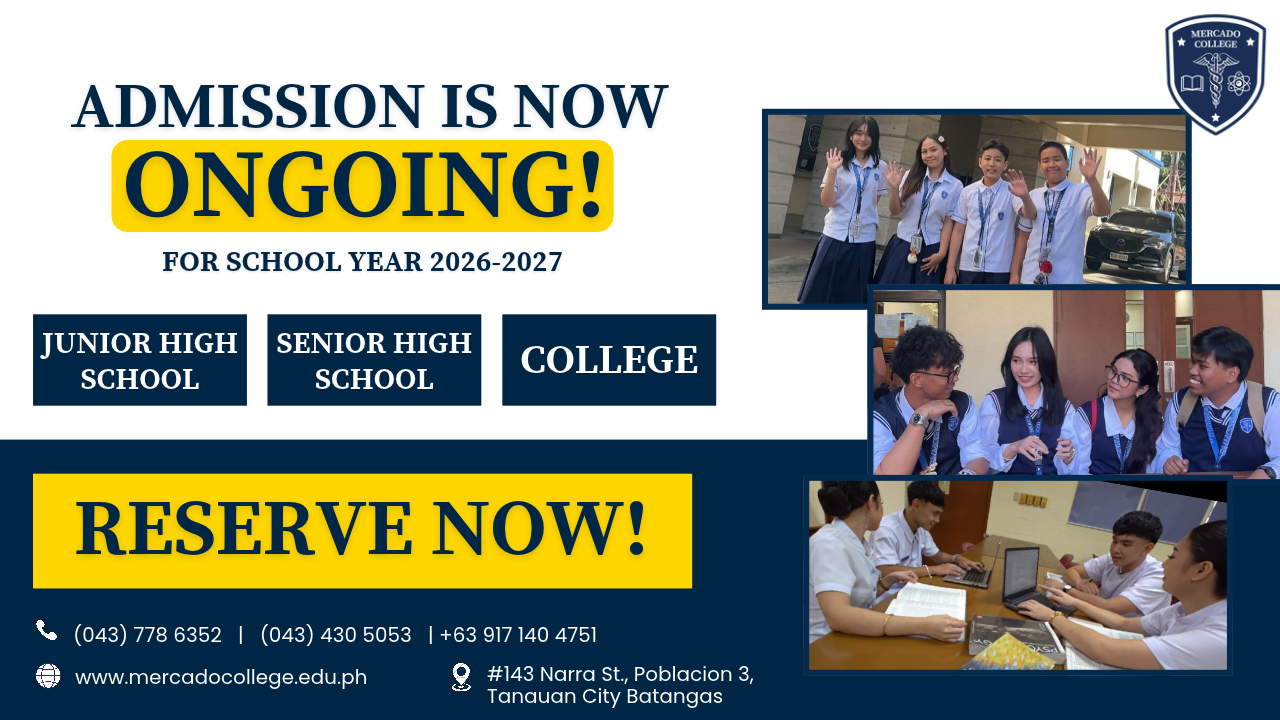 MERCADO
COLLEGE
ADMISSION IS NOW
ONGOING!
FOR SCHOOL YEAR 2026-2027
JUNIOR HIGH
SCHOOL
SENIOR HIGH
SCHOOL
COLLEGE
RESERVE NOW!
(043) 778 6352 | (043) 430 5053 | +63 917 140 4751
www.mercadocollege.edu.ph
#143 Narra St., Poblacion 3,
Tanauan City Batangas